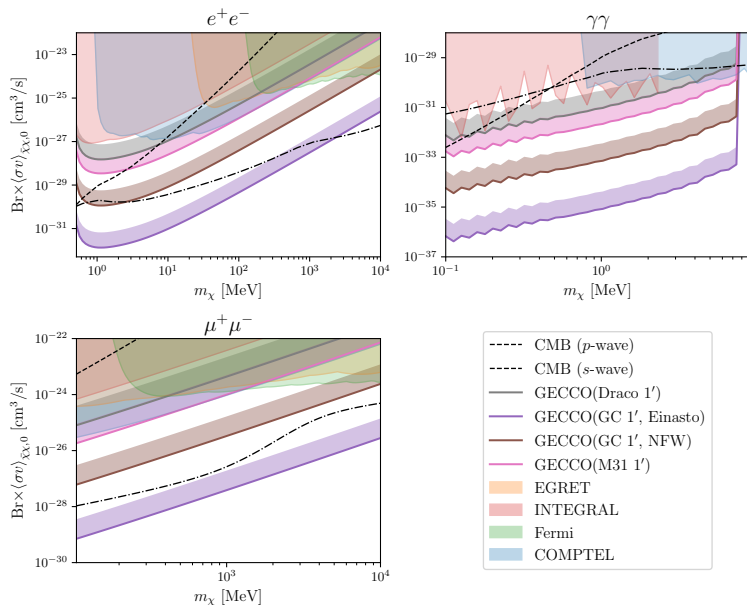 e⁺e⁻
γγ
10⁻²³
10⁻²⁵
10⁻²⁷
10⁻²⁹
10⁻³¹
Br×⟨σv⟩χ̄χ,0 [cm³/s]
10⁰ 10¹ 10² 10³ 10⁴
mχ [MeV]
10⁻²⁹
10⁻³¹
10⁻³³
10⁻³⁵
10⁻³⁷
10⁻¹ 10⁰
mχ [MeV]
μ⁺μ⁻
10⁻²²
10⁻²⁴
10⁻²⁶
10⁻²⁸
10⁻³⁰
Br×⟨σv⟩χ̄χ,0 [cm³/s]
10³ 10⁴
mχ [MeV]
CMB (p-wave)
CMB (s-wave)
GECCO(Draco 1′)
GECCO(GC 1′, Einasto)
GECCO(GC 1′, NFW)
GECCO(M31 1′)
EGRET
INTEGRAL
Fermi
COMPTEL